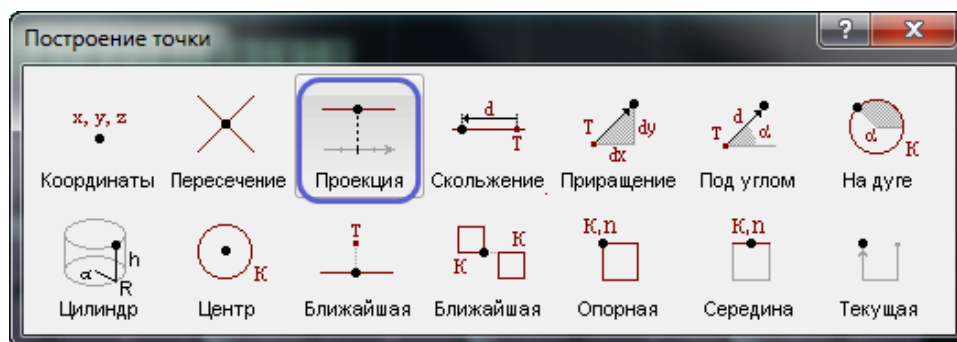 Построение точки
?
X
x, y, z
d
T
T
dy
dx
d
T
α
α
К
Координаты
Пересечение
Проекция
Скольжение
Приращение
Под углом
На дуге
α
h
R
К
T
К
К
К,n
К,n
Цилиндр
Центр
Ближайшая
Ближайшая
Опорная
Середина
Текущая